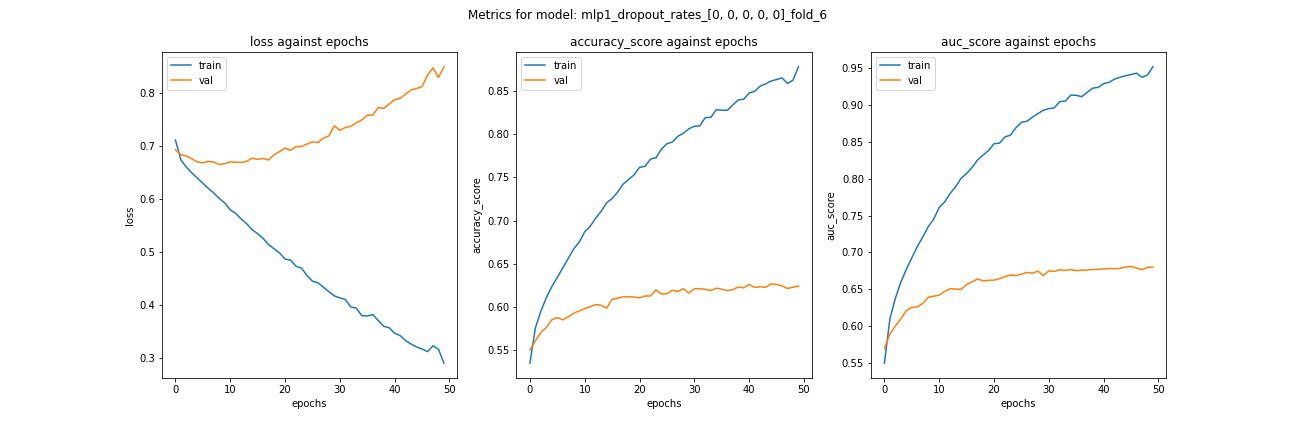 Metrics for model: mlp1_dropout_rates_[0, 0, 0, 0, 0]_fold_6
loss against epochs
train
val
0.8
0.7
0.6
0.5
0.4
0.3
loss
0 10 20 30 40 50
epochs
accuracy_score against epochs
train
val
0.85
0.80
0.75
0.70
0.65
0.60
0.55
accuracy_score
0 10 20 30 40 50
epochs
auc_score against epochs
train
val
0.95
0.90
0.85
0.80
0.75
0.70
0.65
0.60
0.55
auc_score
0 10 20 30 40 50
epochs